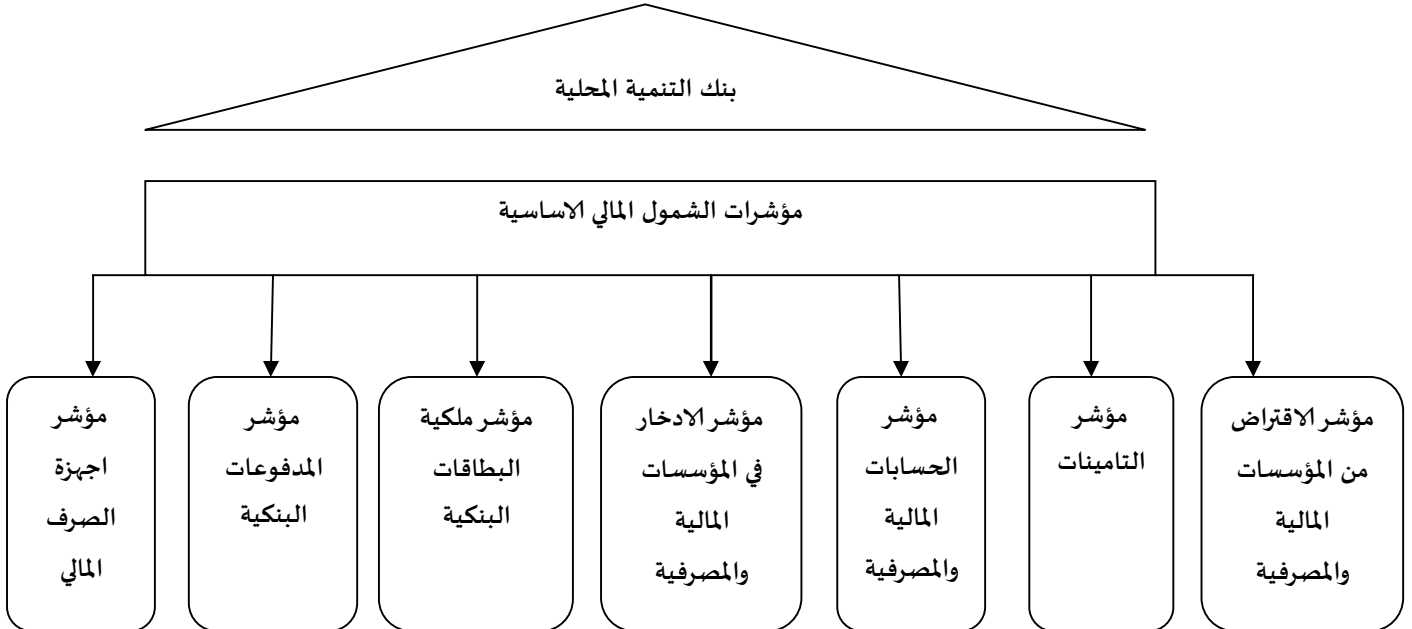 بنك التنمية المحلية
مؤشرات الشمول المالي الاساسية
مؤشر الاقتراض
من المؤسسات
المالية
والمصرفية
مؤشر
التامينات
مؤشر
الحسابات
المالية
والمصرفية
مؤشر الادخار
في المؤسسات
المالية
والمصرفية
مؤشر ملكية
البطاقات
البنكية
مؤشر
المدفوعات
البنكية
مؤشر
اجهزة
الصرف
المالي